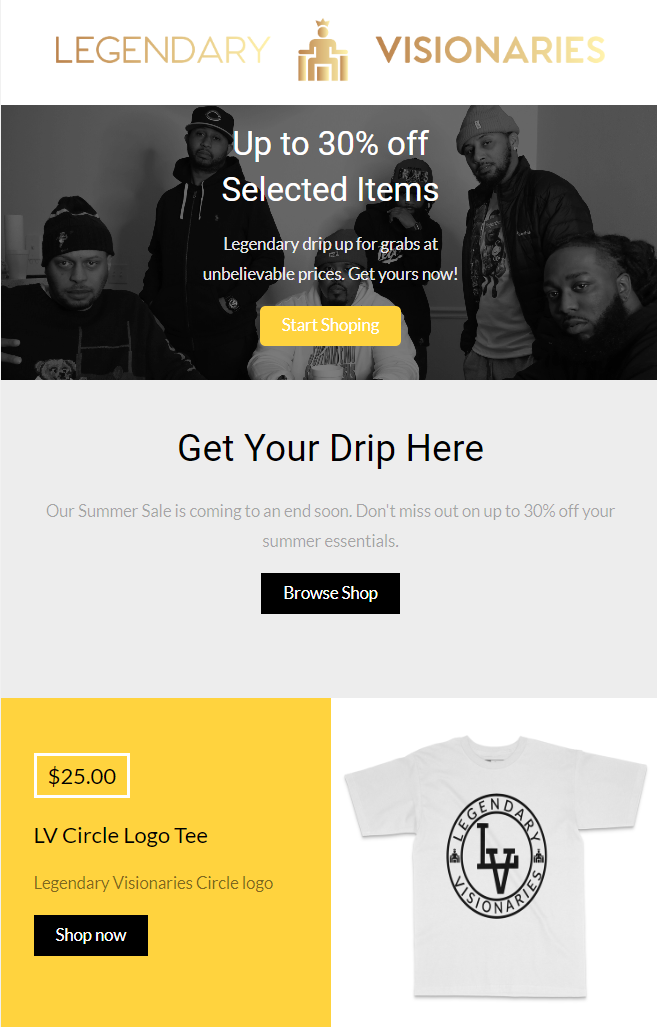 LEGENDARY VISIONARIES
Up to 30% off
Selected Items
Legendary drip up for grabs at
unbelievable prices. Get yours now!
Start Shoping
Get Your Drip Here
Our Summer Sale is coming to an end soon. Don't miss out on up to 30% off your
summer essentials.
Browse Shop
$25.00
LV Circle Logo Tee
Legendary Visionaries Circle logo
Shop now
LEGENDARY
LV
VISIONARIES